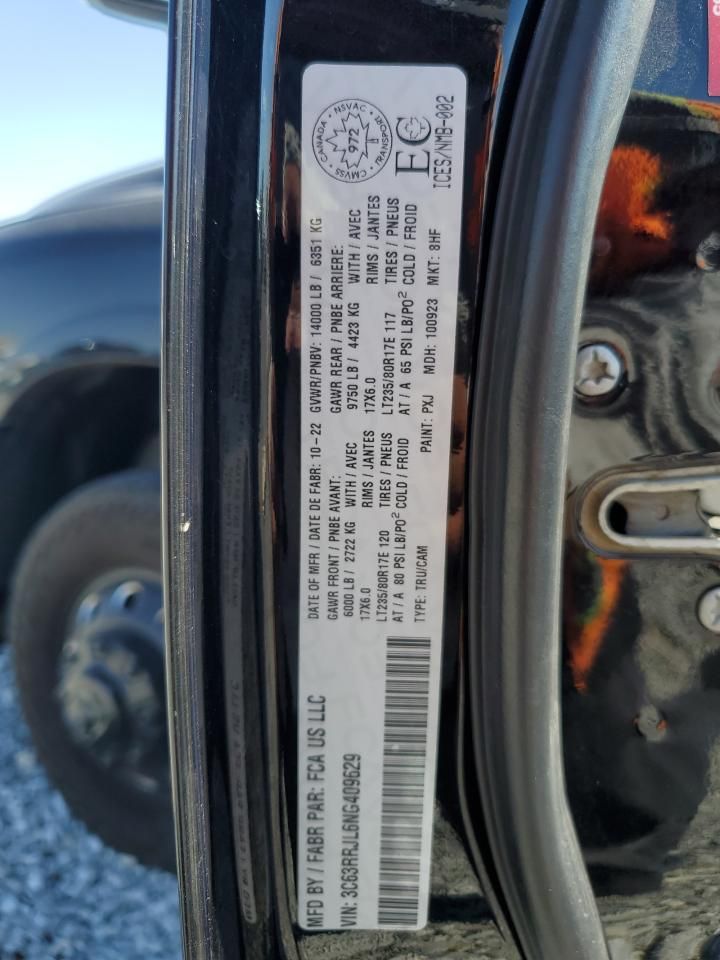 MFD BY / FABR PAR: FCA US LLC
DATE OF MFR / DATE DE FABR: 10-22 GVWR/PNBV: 14000 LB / 6351 KG
GAWR FRONT / PNBE AVANT: GAWR REAR / PNBE ARRIERE:
6000 LB / 2722 KG WITH / AVEC 9750 LB / 4423 KG WITH / AVEC
17X6.0 RIMS / JANTES 17X6.0 RIMS / JANTES
LT235/80R17E 120 TIRES / PNEUS LT235/80R17E 117 TIRES / PNEUS
AT / A 80 PSI LB/PO² COLD / FROID AT / A 65 PSI LB/PO² COLD / FROID
VIN: 3C63RRJL6NG409629
TYPE: TRU/CAM PAINT: PXJ MDH: 100923 MKT: 8HF
CANADA • NSVAC • TRANSPORT • CMVSS
972
EC
ICES/NMB-002